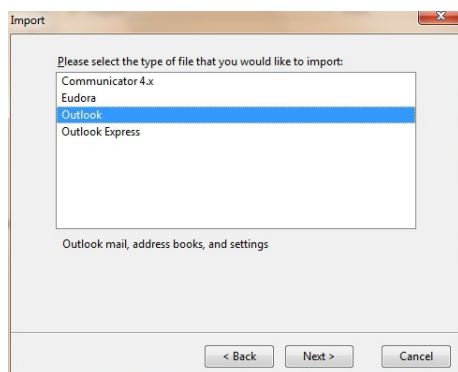 Import
Please select the type of file that you would like to import:
Communicator 4.x
Eudora
Outlook
Outlook Express
Outlook mail, address books, and settings
< Back Next > Cancel